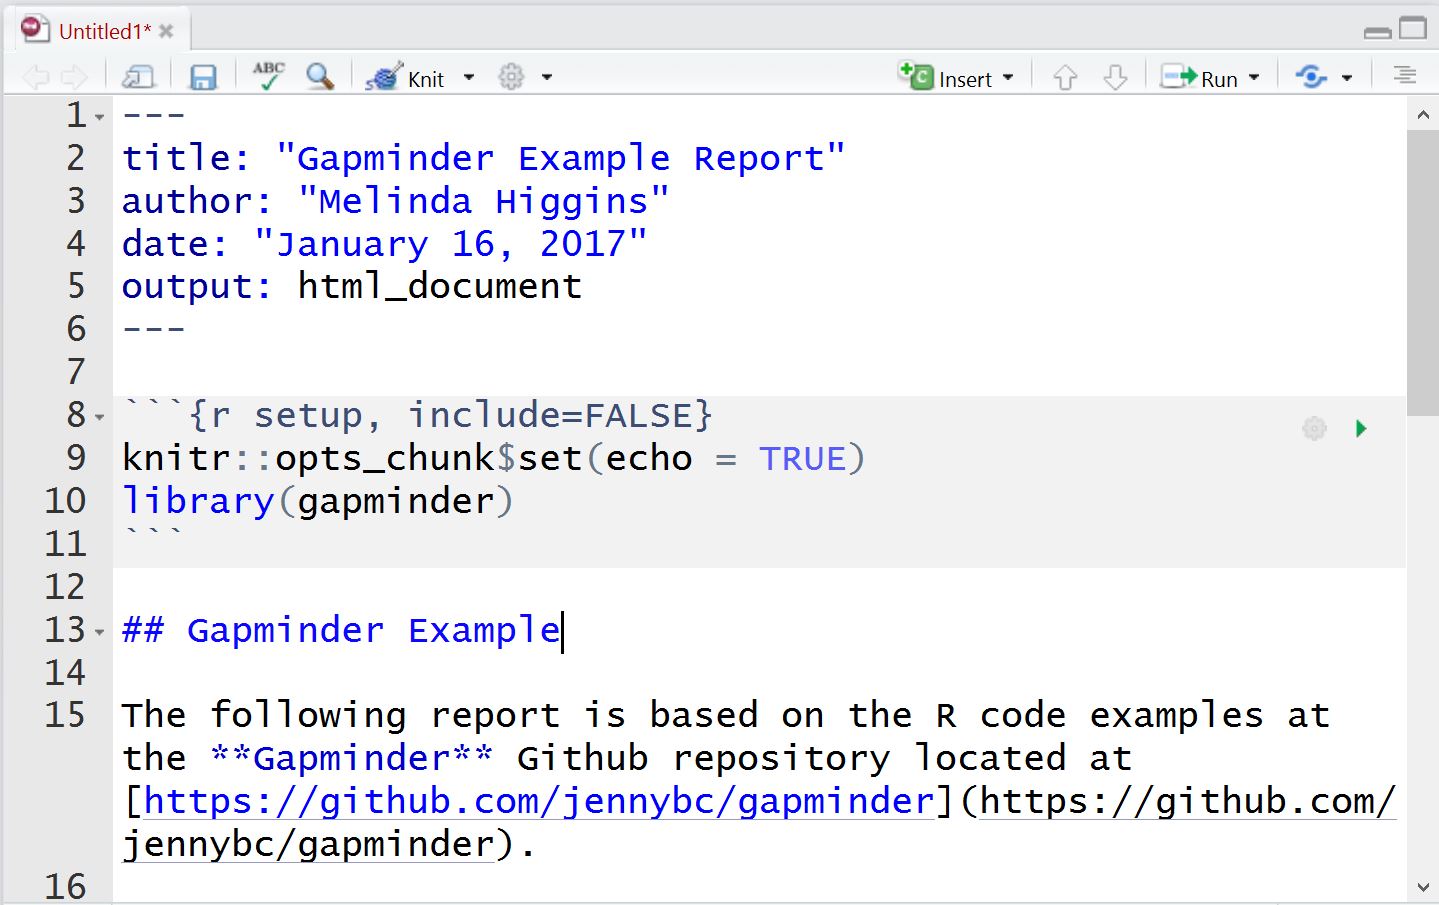 Untitled1*
ABC Knit Insert Run
1 ---
2 title: "Gapminder Example Report"
3 author: "Melinda Higgins"
4 date: "January 16, 2017"
5 output: html_document
6 ---
7
8 ```{r setup, include=FALSE}
9 knitr::opts_chunk$set(echo = TRUE)
10 library(gapminder)
11 ```
12
13 ## Gapminder Example
14
15 The following report is based on the R code examples at
the **Gapminder** Github repository located at
[https://github.com/jennybc/gapminder](https://github.com/
jennybc/gapminder).
16